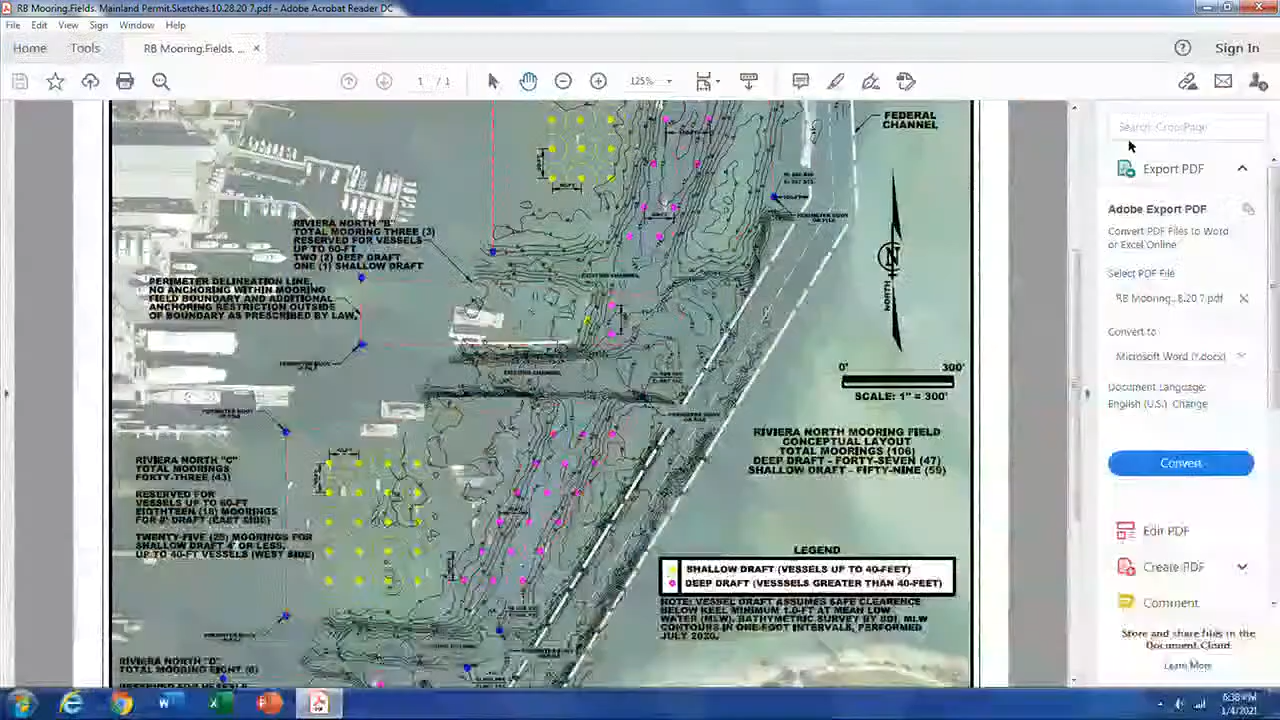 RB Mooring.Fields. Mainland Permit.Sketches.10.28.20 7.pdf - Adobe Acrobat Reader DC
File Edit View Sign Window Help
Home Tools RB Mooring.Fields. ... × Sign In
1 / 1 125%
FEDERAL
CHANNEL
RIVIERA NORTH "B"
TOTAL MOORING THREE (3)
RESERVED FOR VESSELS
UP TO 60-FT
TWO (2) DEEP DRAFT
ONE (1) SHALLOW DRAFT
PERIMETER DELINEATION LINE,
NO ANCHORING WITHIN MOORING
FIELD BOUNDARY AND ADDITIONAL
ANCHORING RESTRICTION OUTSIDE
OF BOUNDARY AS PRESCRIBED BY LAW.
NORTH N
0' 300'
SCALE: 1" = 300'
RIVIERA NORTH MOORING FIELD
CONCEPTUAL LAYOUT
TOTAL MOORINGS (106)
DEEP DRAFT - FORTY-SEVEN (47)
SHALLOW DRAFT - FIFTY-NINE (59)
RIVIERA NORTH "C"
TOTAL MOORINGS
FORTY-THREE (43)
RESERVED FOR
VESSELS UP TO 60-FT
EIGHTHTEEN (18) MOORINGS
FOR 8' DRAFT (EAST SIDE)
TWENTY-FIVE (25) MOORINGS FOR
SHALLOW DRAFT 4' OR LESS,
UP TO 40-FT VESSELS (WEST SIDE)
LEGEND
SHALLOW DRAFT (VESSELS UP TO 40-FEET)
DEEP DRAFT (VESSSELS GREATER THAN 40-FEET)
NOTE: VESSEL DRAFT ASSUMES SAFE CLEARENCE
BELOW KEEL MINIMUM 1.0-FT AT MEAN LOW
WATER (MLW). BATHYMETRIC SURVEY BY BDI, MLW
CONTOURS IN ONE-FOOT INTERVALS, PERFORMED
JULY 2020.
RIVIERA NORTH "D"
Export PDF
Adobe Export PDF
Convert PDF Files to Word
or Excel Online
Select PDF File
RB Mooring...8.20 7.pdf
Convert to
Microsoft Word (*.docx)
Document Language:
English (U.S.) Change
Convert
Edit PDF
Create PDF
Comment
Store and share files in the
Document Cloud
Learn More
6:38 PM
1/4/2021